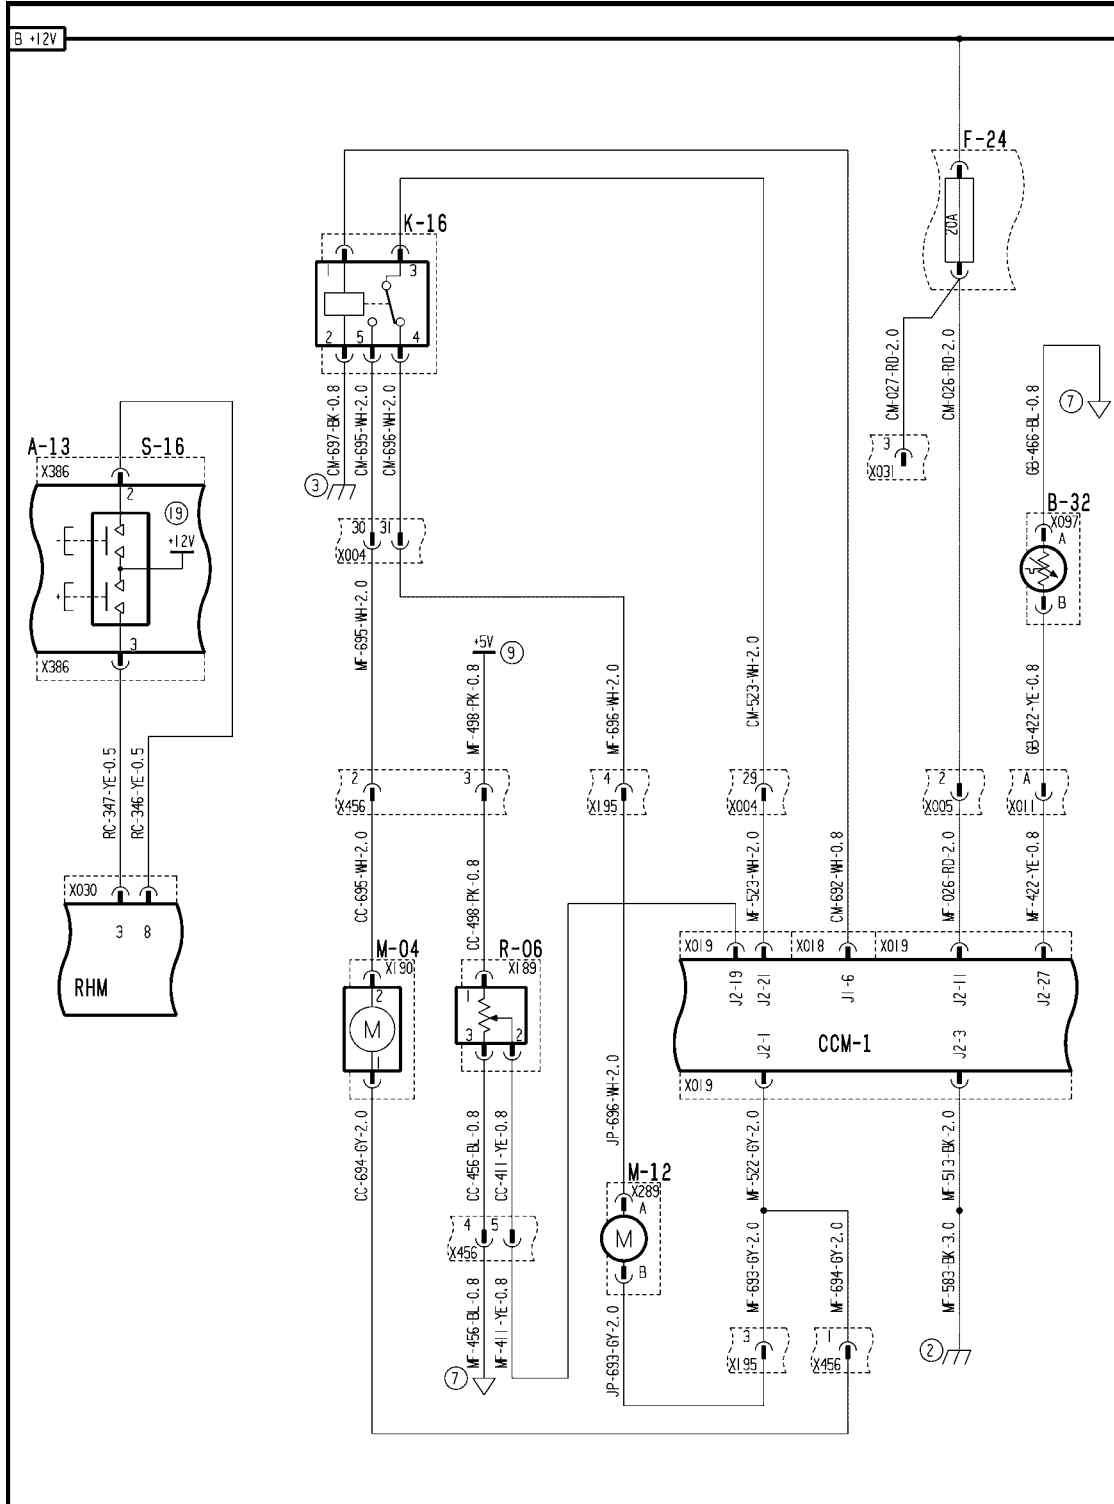 B +12V
F-24
20A
K-16
1
3
2
5
4
CM-697-BK-0.8
CM-695-WH-2.0
CM-696-WH-2.0
3
CM-027-RD-2.0
CM-026-RD-2.0
3
X031
7
GB-466-BL-0.8
B-32
X097
A
B
A-13
S-16
X386
2
19
+12V
-
+
3
X386
30
31
X004
MF-695-WH-2.0
+5V
9
MF-498-PK-0.8
MF-696-WH-2.0
CM-523-WH-2.0
GB-422-YE-0.8
RC-347-YE-0.5
RC-346-YE-0.5
2
3
X456
4
X195
29
X004
2
X005
A
X011
CC-695-WH-2.0
CC-498-PK-0.8
MF-523-WH-2.0
CM-692-WH-0.8
MF-026-RD-2.0
MF-422-YE-0.8
X030
3
8
RHM
M-04
X190
2
M
1
R-06
X189
1
3
2
X019
X018
X019
J2-19
J2-21
J1-6
J2-11
J2-27
J2-1
CCM-1
J2-3
X019
CC-694-GY-2.0
CC-456-BL-0.8
CC-411-YE-0.8
JP-696-WH-2.0
MF-522-GY-2.0
MF-513-BK-2.0
M-12
X289
A
M
B
4
5
X456
MF-456-BL-0.8
MF-411-YE-0.8
JP-693-GY-2.0
MF-693-GY-2.0
MF-694-GY-2.0
MF-583-BK-3.0
7
3
X195
1
X456
2